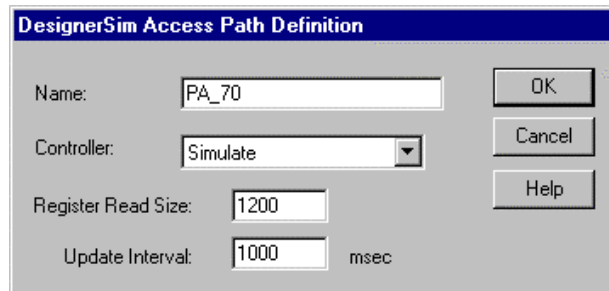 DesignerSim Access Path Definition
Name: PA_70 OK
Controller: Simulate Cancel
Register Read Size: 1200 Help
Update Interval: 1000 msec